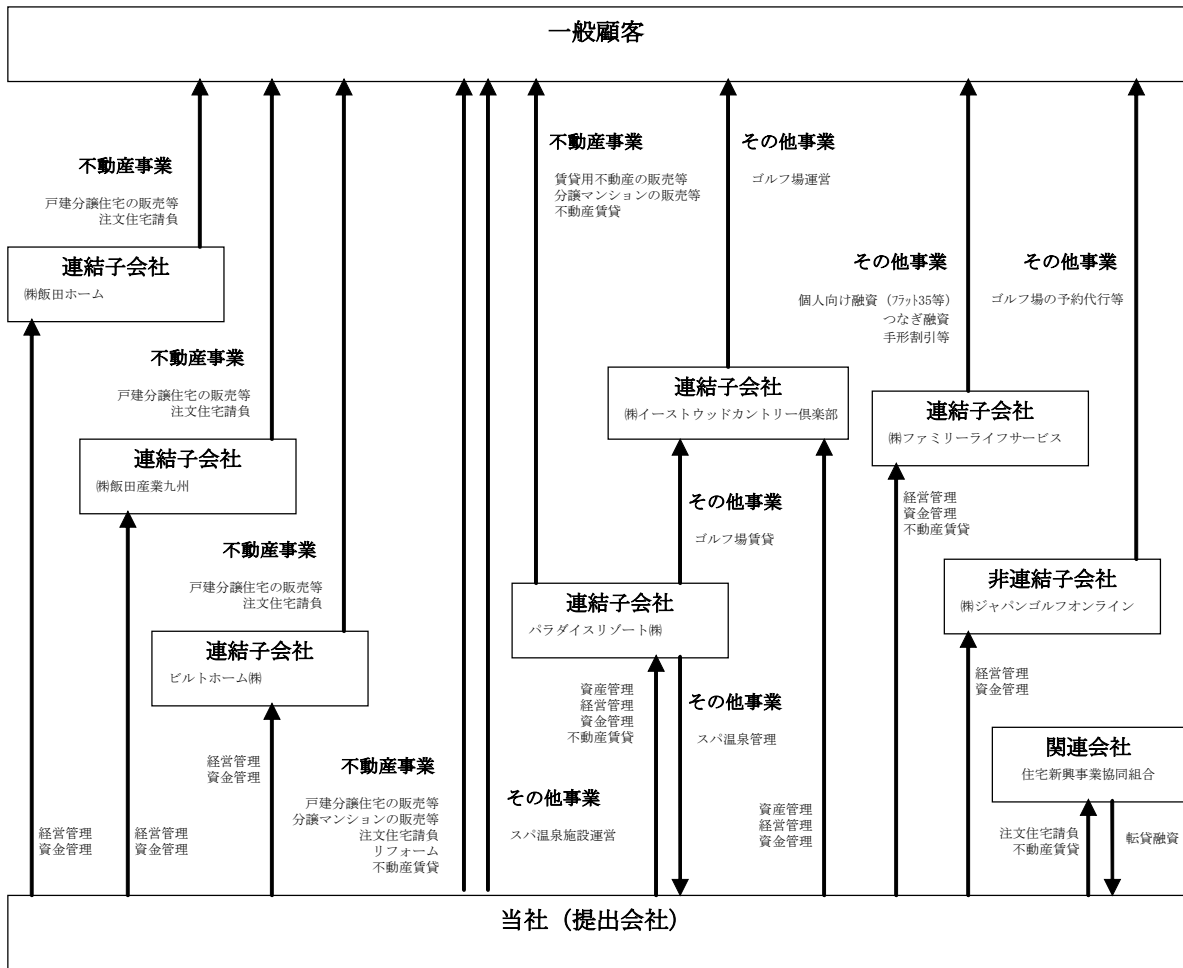 一般顧客
不動産事業
戸建分譲住宅の販売等
注文住宅請負
連結子会社
㈱飯田ホーム
不動産事業
戸建分譲住宅の販売等
注文住宅請負
連結子会社
㈱飯田産業九州
不動産事業
戸建分譲住宅の販売等
注文住宅請負
連結子会社
ビルトホーム㈱
経営管理
資金管理
経営管理
資金管理
経営管理
資金管理
不動産事業
戸建分譲住宅の販売等
分譲マンションの販売等
注文住宅請負
リフォーム
不動産賃貸
その他事業
スパ温泉施設運営
不動産事業
賃貸用不動産の販売等
分譲マンションの販売等
不動産賃貸
その他事業
ゴルフ場運営
連結子会社
㈱イーストウッドカントリー倶楽部
その他事業
ゴルフ場賃貸
連結子会社
パラダイスリゾート㈱
資産管理
経営管理
資金管理
不動産賃貸
その他事業
スパ温泉管理
資産管理
経営管理
資金管理
その他事業
個人向け融資（ﾌﾗｯﾄ35等）
つなぎ融資
手形割引等
連結子会社
㈱ファミリーライフサービス
経営管理
資金管理
不動産賃貸
その他事業
ゴルフ場の予約代行等
非連結子会社
㈱ジャパンゴルフオンライン
経営管理
資金管理
関連会社
住宅新興事業協同組合
注文住宅請負
不動産賃貸
転貸融資
当社（提出会社）